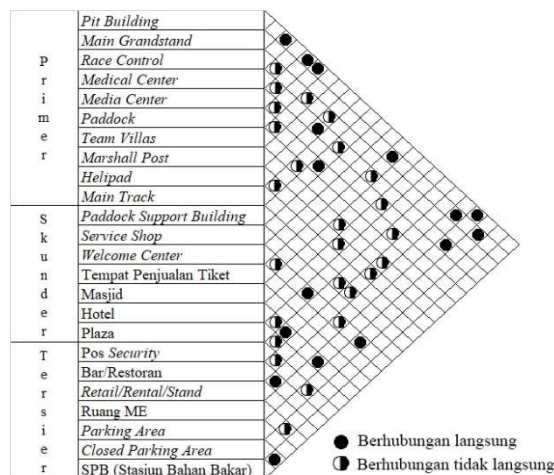 Primer
Pit Building
Main Grandstand
Race Control
Medical Center
Media Center
Paddock
Team Villas
Marshall Post
Helipad
Main Track
Skunder
Paddock Support Building
Service Shop
Welcome Center
Tempat Penjualan Tiket
Masjid
Hotel
Plaza
Tersier
Pos Security
Bar/Restoran
Retail/Rental/Stand
Ruang ME
Parking Area
Closed Parking Area
SPB (Stasiun Bahan Bakar)
Berhubungan langsung
Berhubungan tidak langsung